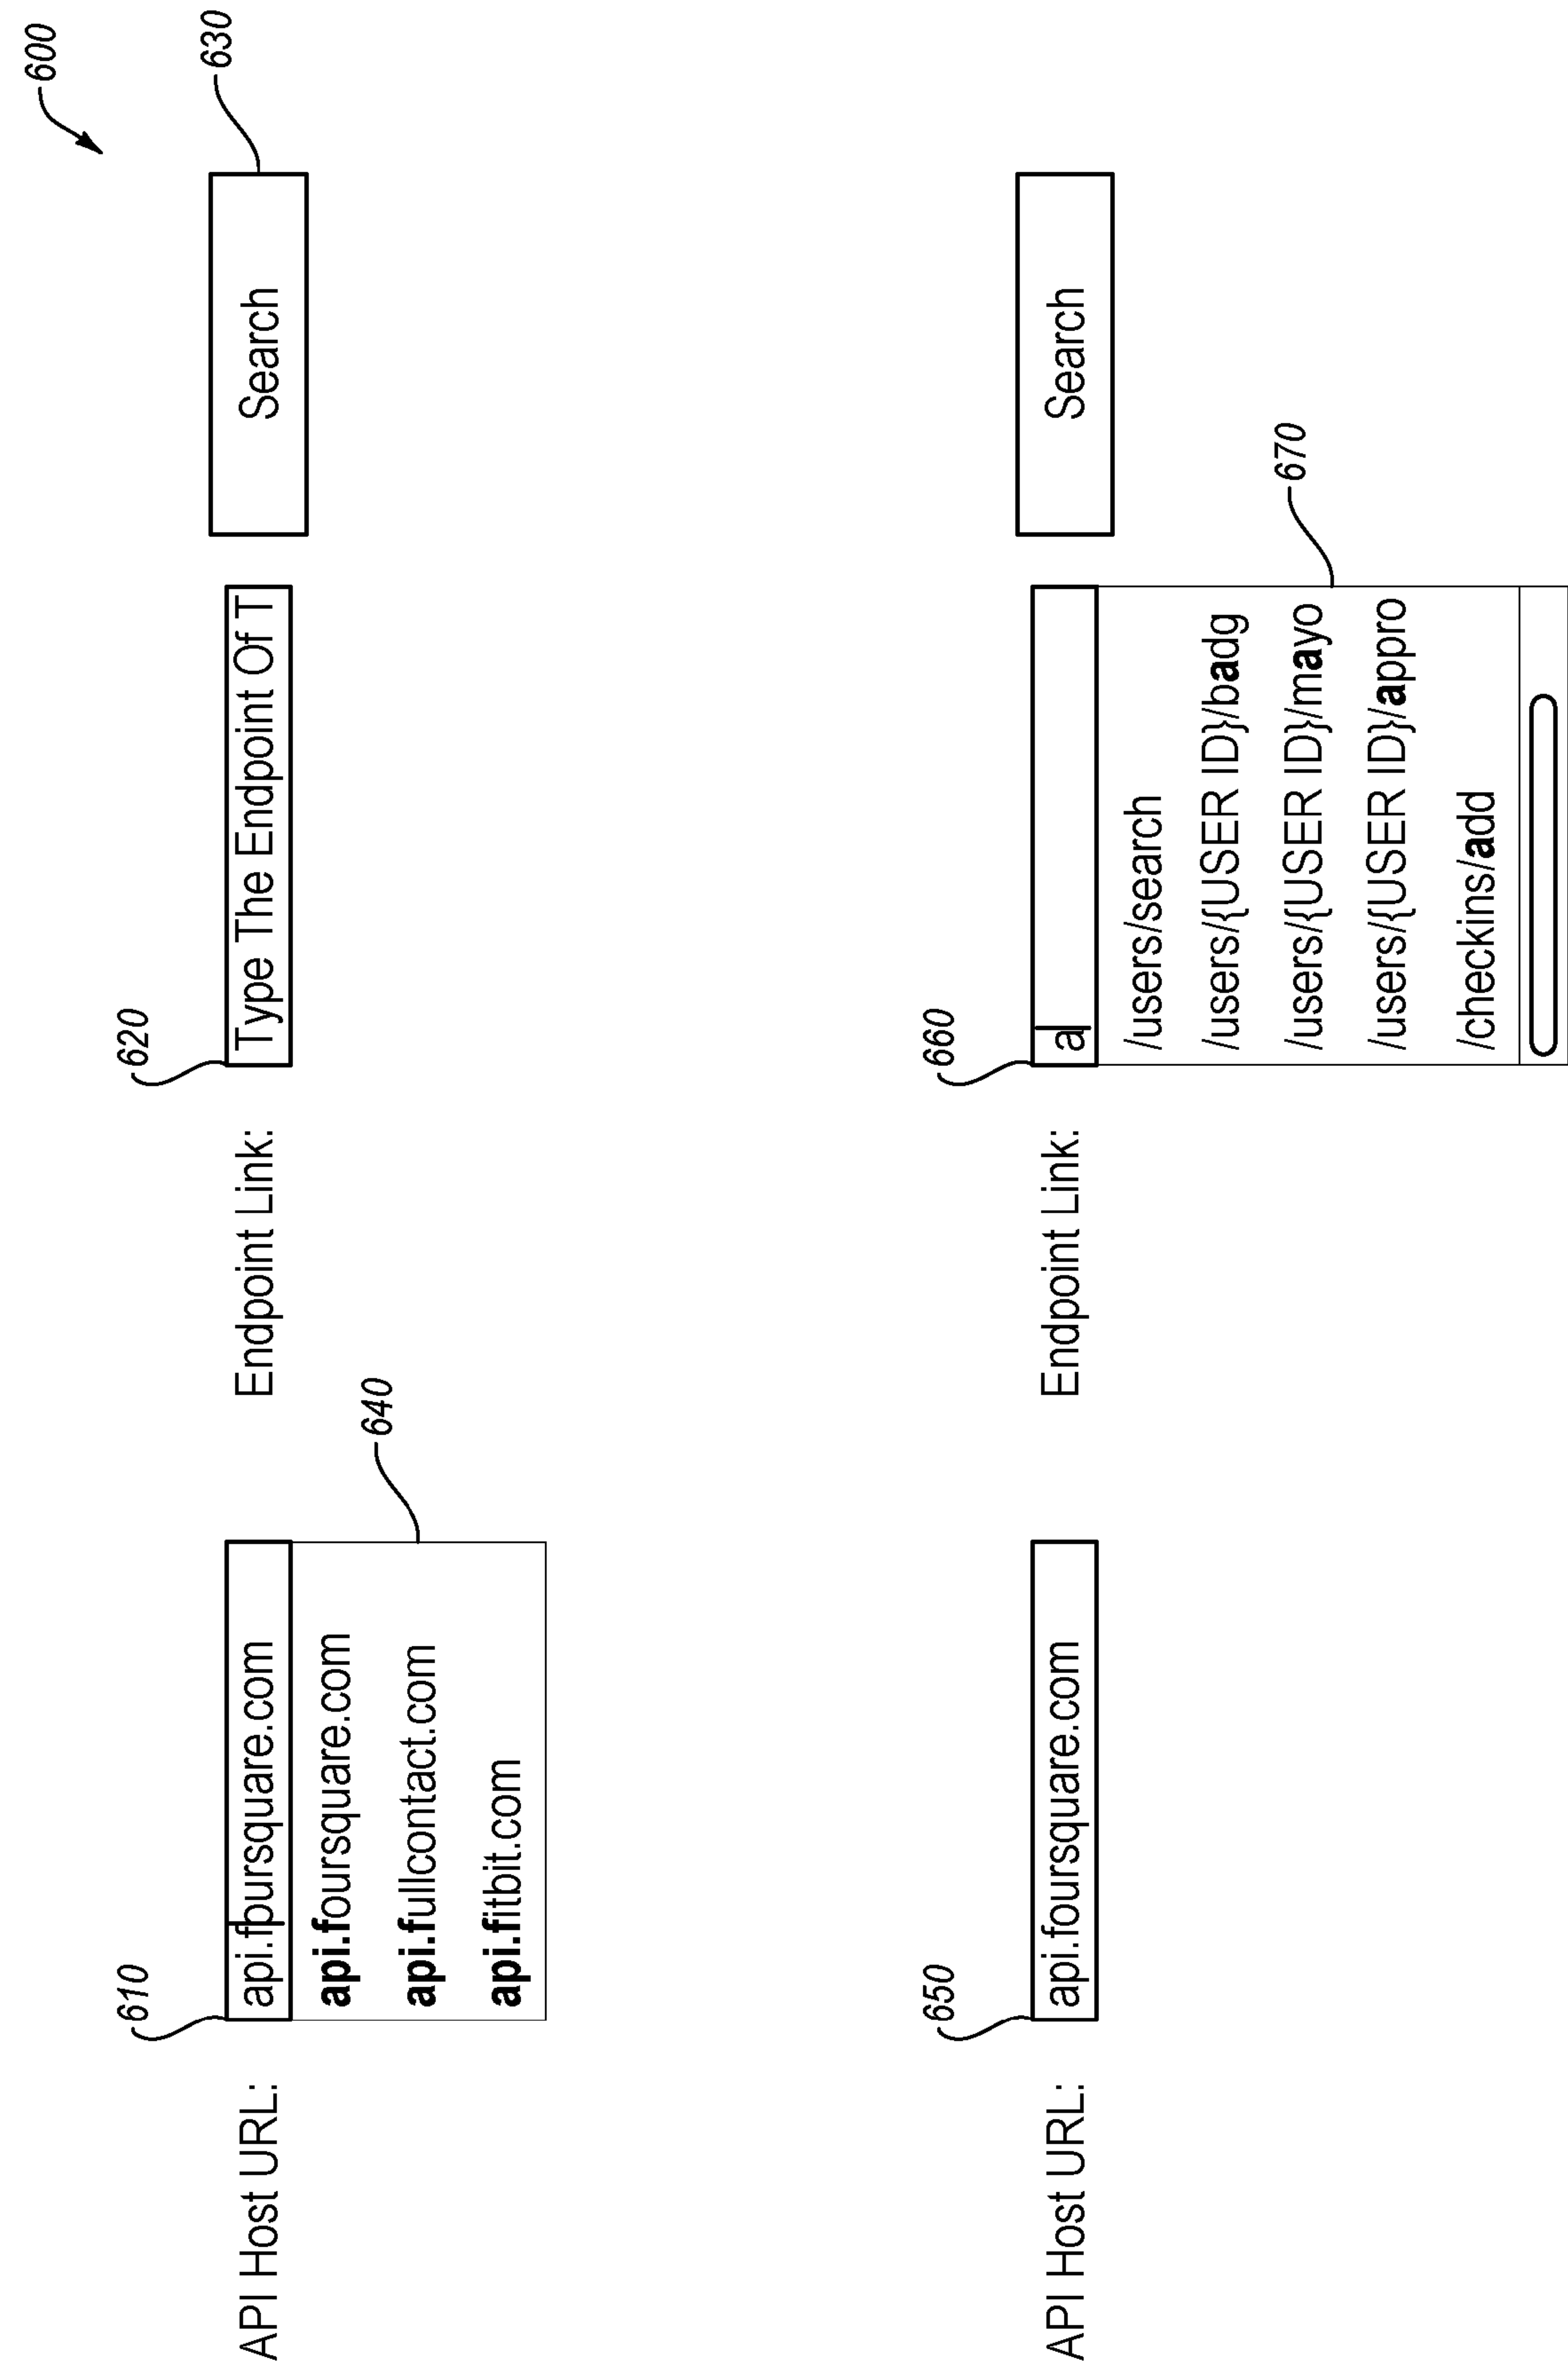 600
610
620
630
API Host URL:
api.foursquare.com
Endpoint Link:
Type The Endpoint Of T
Search
api.foursquare.com
api.fullcontact.com
api.fitbit.com
640
650
660
API Host URL:
api.foursquare.com
Endpoint Link:
a
Search
/users/search
/users/{USER ID}/badg
/users/{USER ID}/mayo
/users/{USER ID}/appro
/checkins/add
670